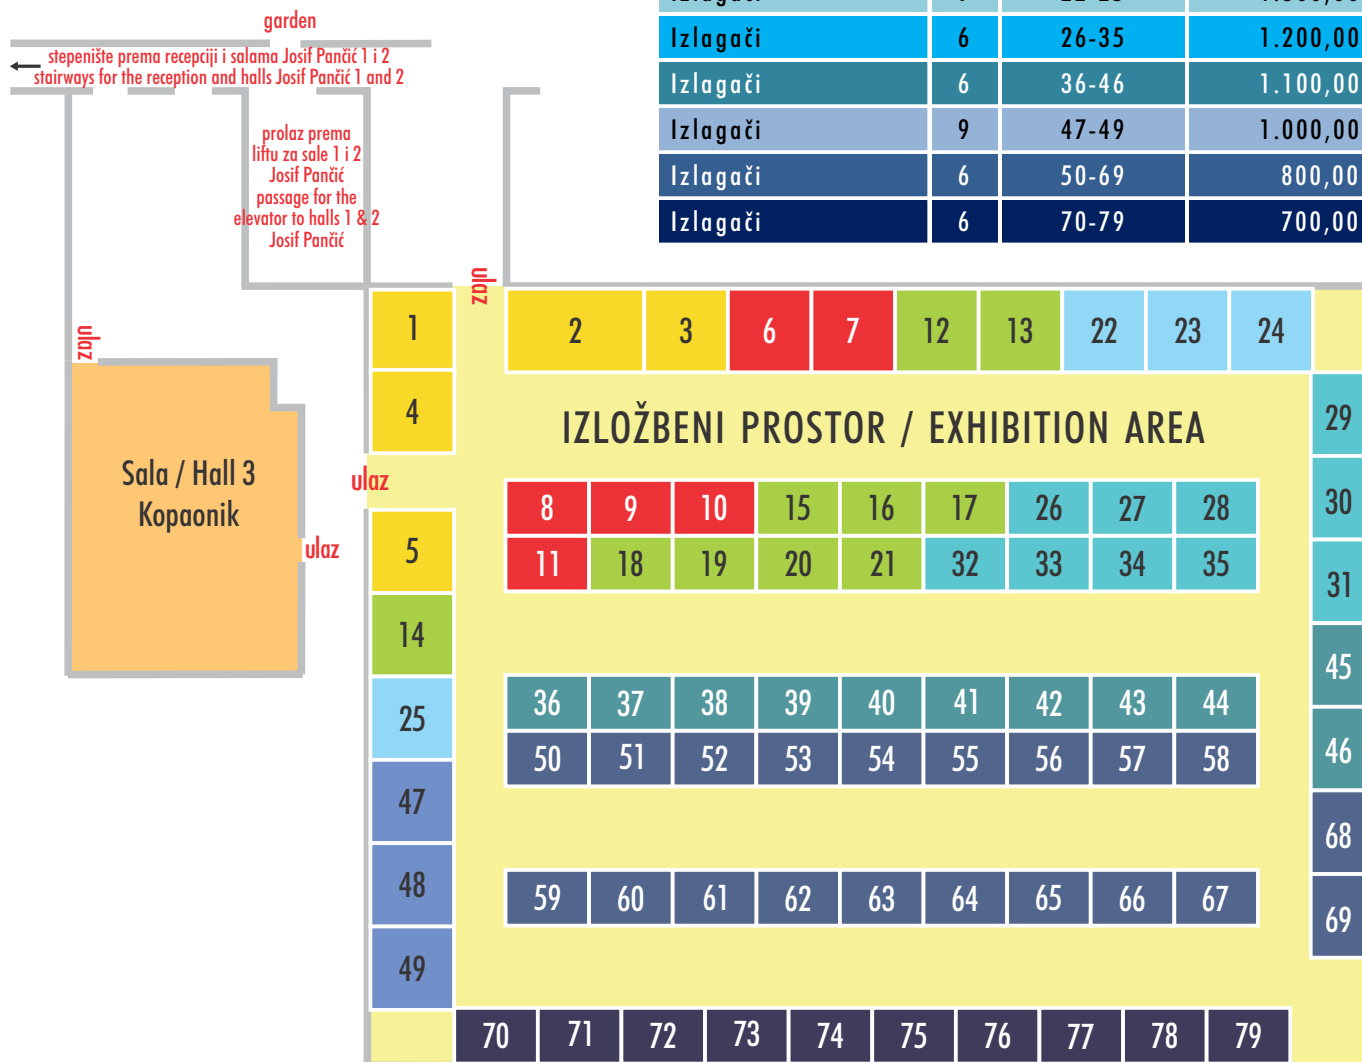 garden
stepenište prema recepciji i salama Josif Pančić 1 i 2
stairways for the reception and halls Josif Pančić 1 and 2
prolaz prema
liftu za sale 1 i 2
Josif Pančić
passage for the
elevator to halls 1 & 2
Josif Pančić
Izlagači 6 26-35 1.200,00
Izlagači 6 36-46 1.100,00
Izlagači 9 47-49 1.000,00
Izlagači 6 50-69 800,00
Izlagači 6 70-79 700,00
ulaz
ulaz
1 2 3 6 7 12 13 22 23 24
4
IZLOŽBENI PROSTOR / EXHIBITION AREA
29
Sala / Hall 3
Kopaonik
ulaz
ulaz
8 9 10 15 16 17 26 27 28
30
5
11 18 19 20 21 32 33 34 35
31
14
45
25
36 37 38 39 40 41 42 43 44
46
50 51 52 53 54 55 56 57 58
47
68
48
59 60 61 62 63 64 65 66 67
69
49
70 71 72 73 74 75 76 77 78 79